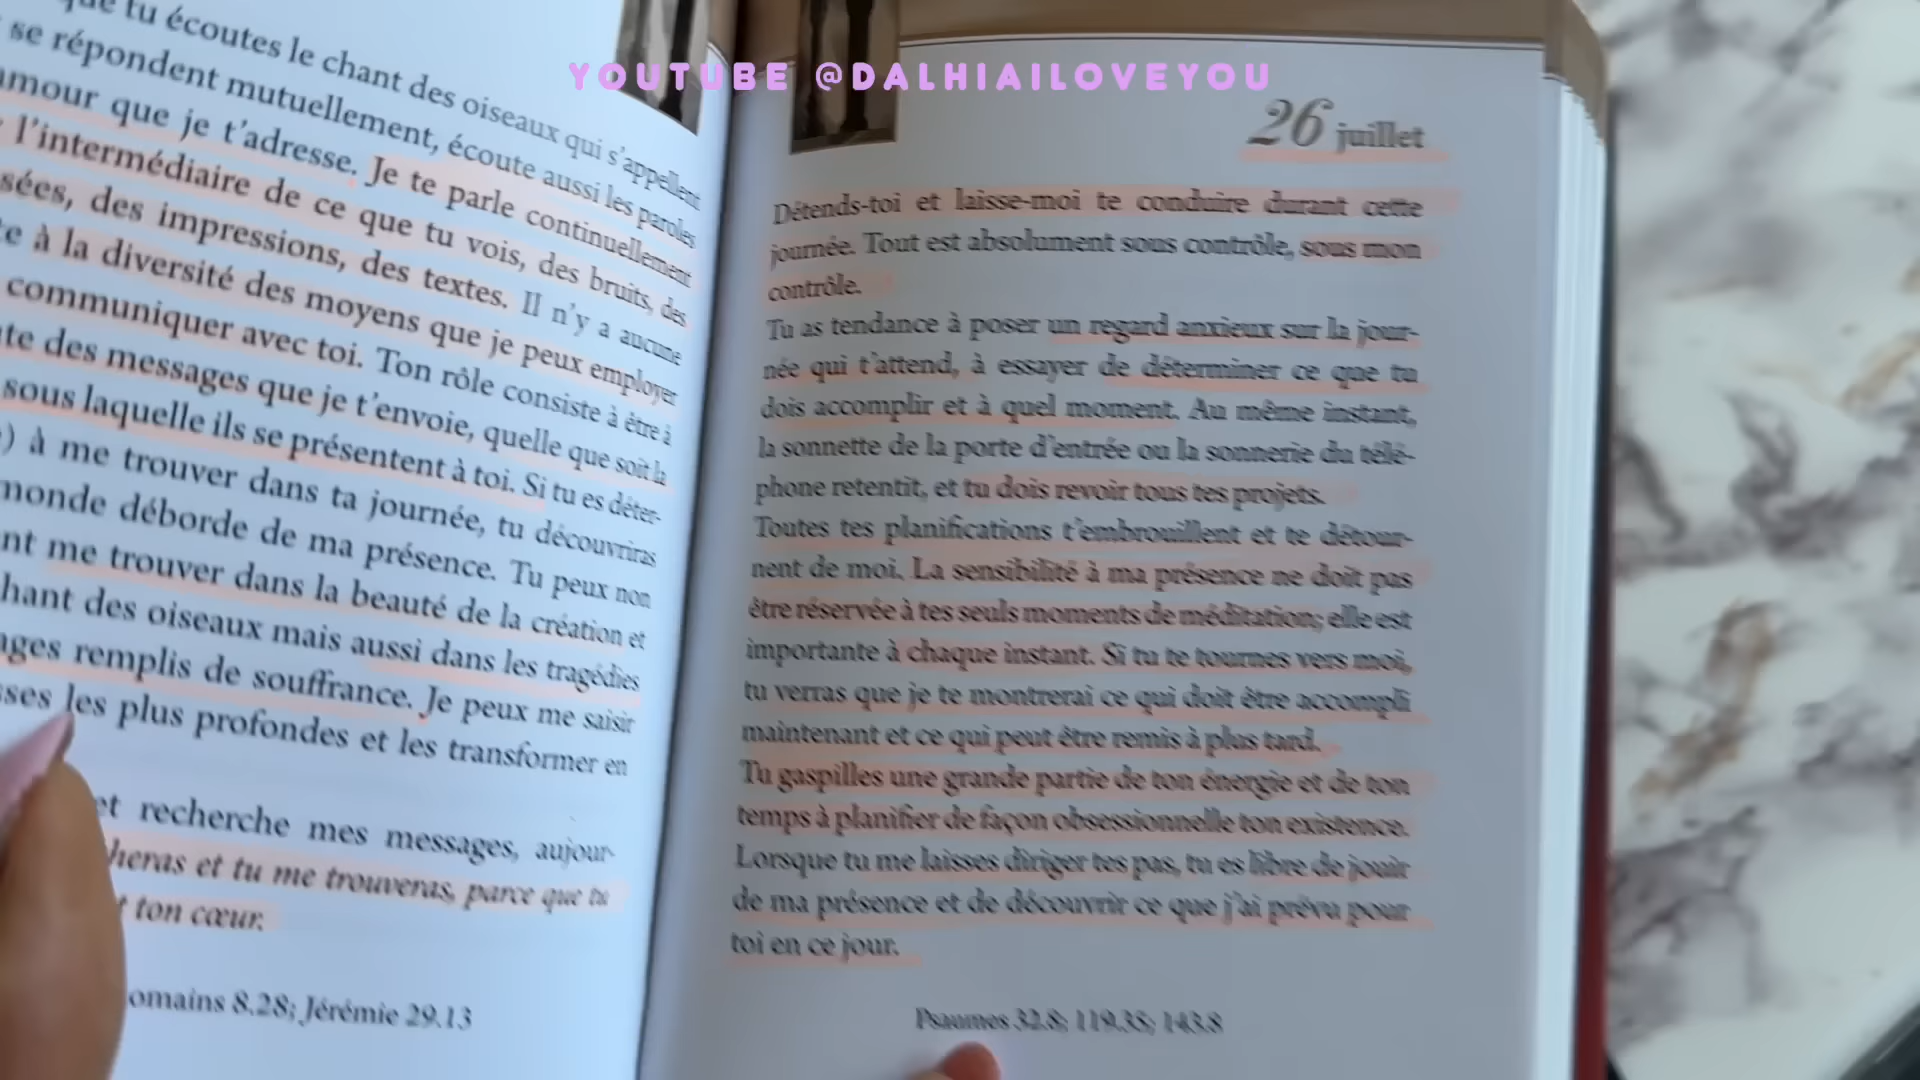 que tu écoutes le chant des oiseaux qui s'appellent
se répondent mutuellement, écoute aussi les paroles
amour que je t'adresse. Je te parle continuellement
l'intermédiaire de ce que tu vois, des bruits, des
sées, des impressions, des textes. Il n'y a aucune
te à la diversité des moyens que je peux employer
communiquer avec toi. Ton rôle consiste à être à
te des messages que je t'envoie, quelle que soit la
sous laquelle ils se présentent à toi. Si tu es déter-
) à me trouver dans ta journée, tu découvriras
monde déborde de ma présence. Tu peux non
nt me trouver dans la beauté de la création et
hant des oiseaux mais aussi dans les tragédies
ages remplis de souffrance. Je peux me saisir
sses les plus profondes et les transformer en
et recherche mes messages, aujour-
heras et tu me trouveras, parce que tu
ton cœur.
omains 8.28; Jérémie 29.13
YOUTUBE @DALHIAILOVEYOU
26 juillet
Détends-toi et laisse-moi te conduire durant cette
journée. Tout est absolument sous contrôle, sous mon
contrôle.
Tu as tendance à poser un regard anxieux sur la jour-
née qui t'attend, à essayer de déterminer ce que tu
dois accomplir et à quel moment. Au même instant,
la sonnette de la porte d'entrée ou la sonnerie du télé-
phone retentit, et tu dois revoir tous tes projets.
Toutes tes planifications t'embrouillent et te détour-
nent de moi. La sensibilité à ma présence ne doit pas
être réservée à tes seuls moments de méditation; elle est
importante à chaque instant. Si tu te tournes vers moi,
tu verras que je te montrerai ce qui doit être accompli
maintenant et ce qui peut être remis à plus tard.
Tu gaspilles une grande partie de ton énergie et de ton
temps à planifier de façon obsessionnelle ton existence.
Lorsque tu me laisses diriger tes pas, tu es libre de jouir
de ma présence et de découvrir ce que j'ai prévu pour
toi en ce jour.
Psaumes 32.8; 119.35; 143.8